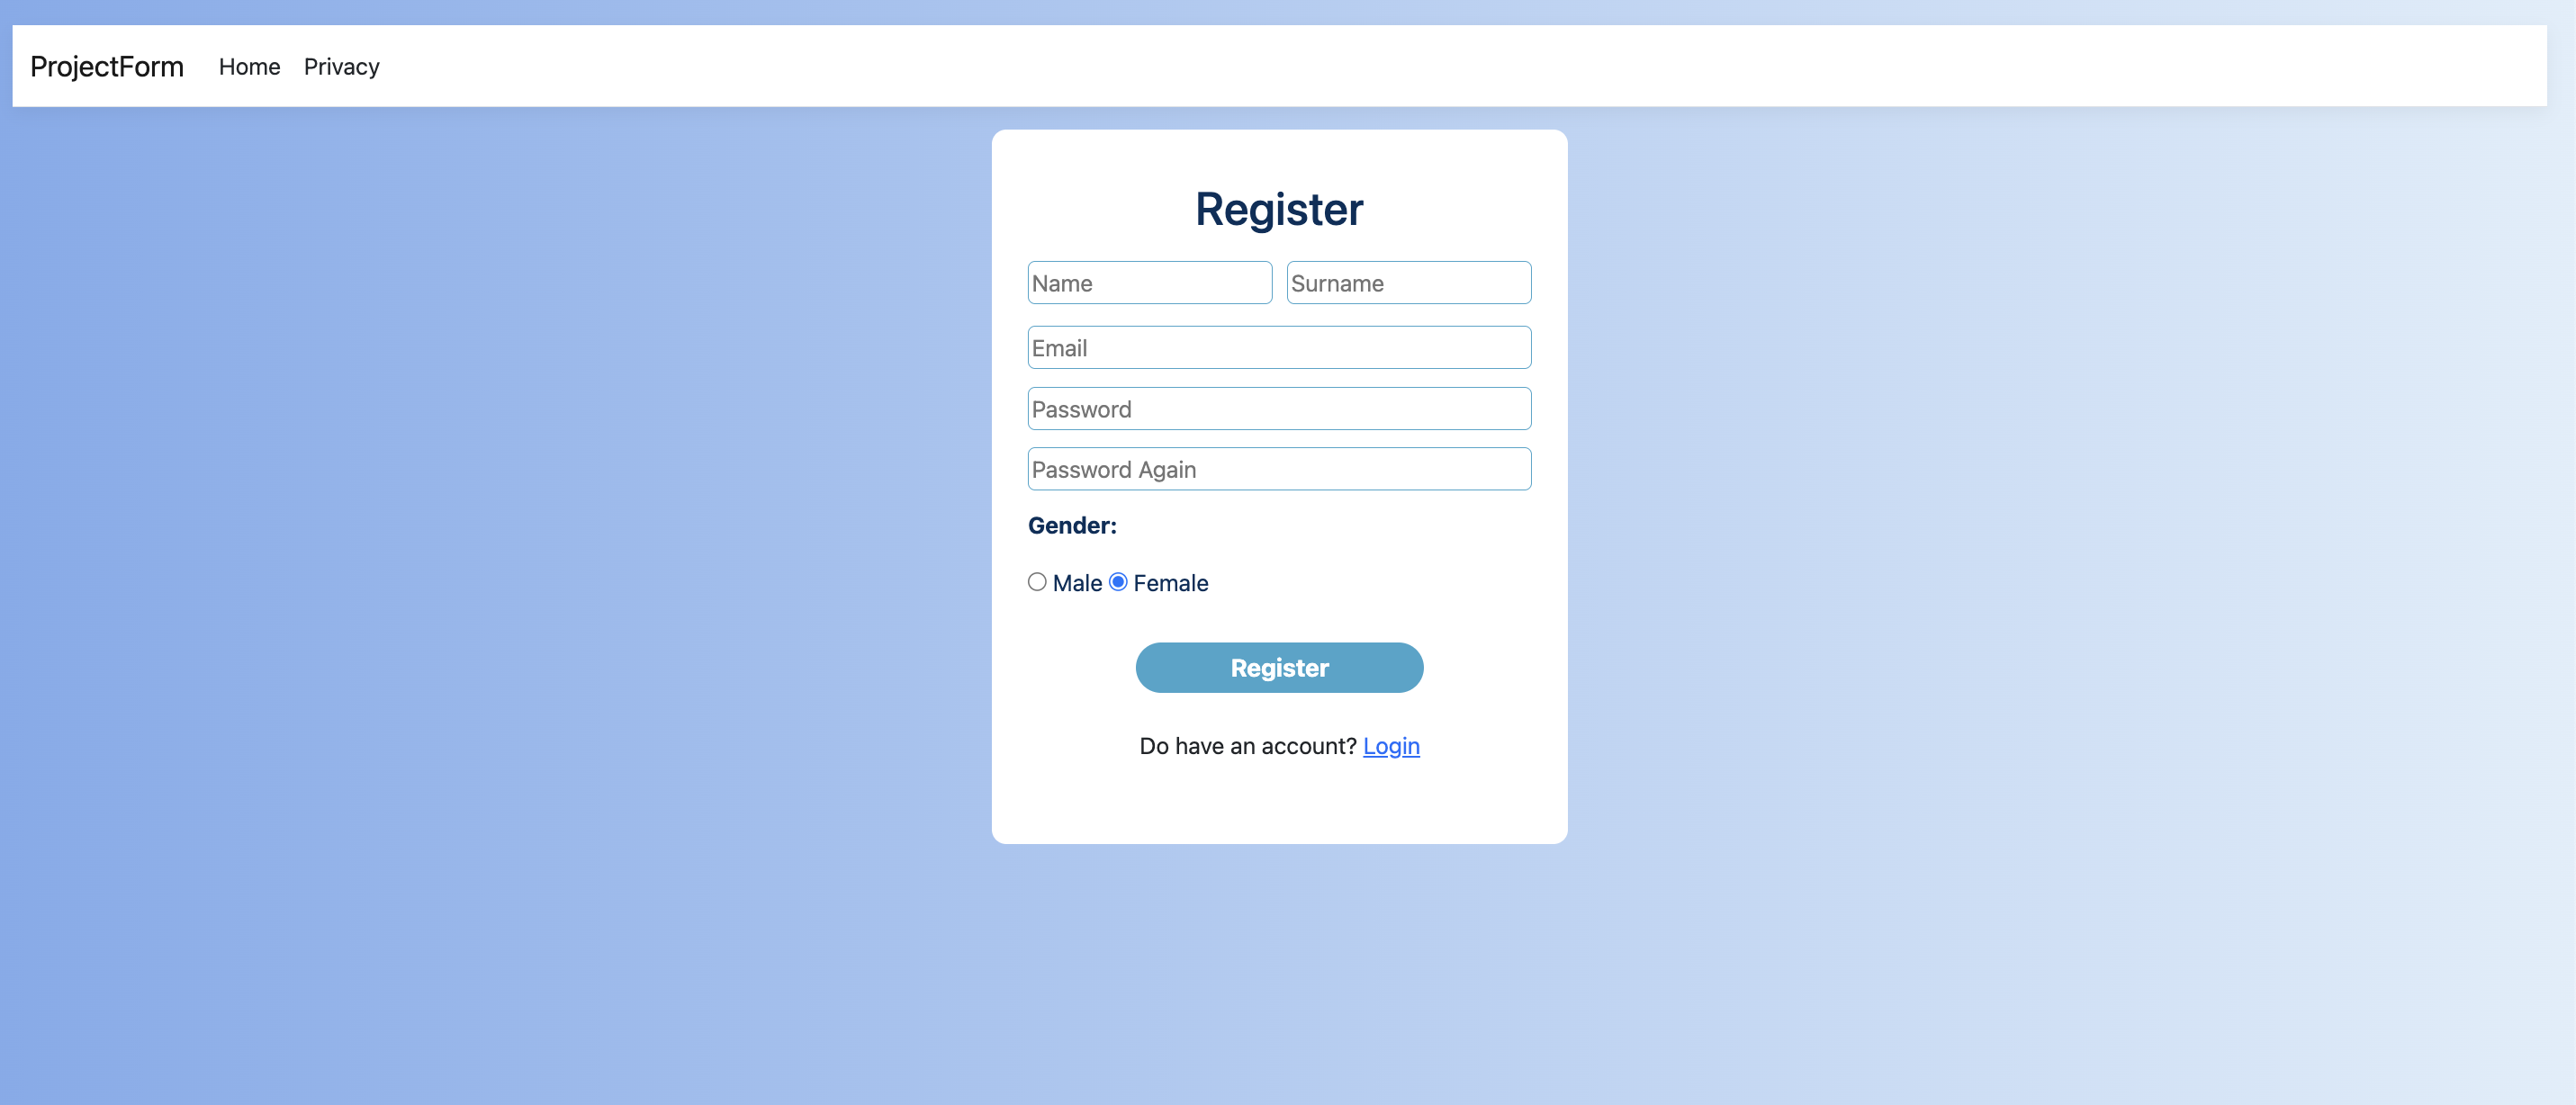 ProjectForm Home Privacy
Register
Name Surname
Email
Password
Password Again
Gender:
Male Female
Register
Do have an account? Login